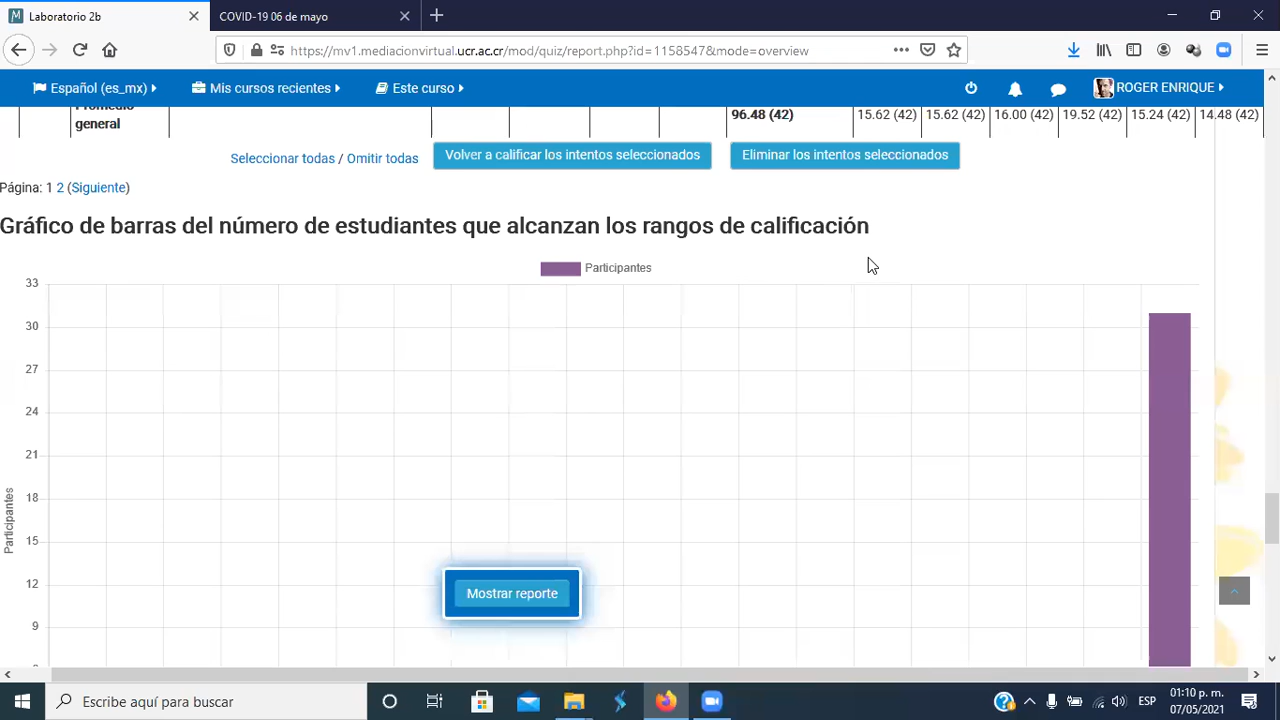 Laboratorio 2b
COVID-19 06 de mayo
https://mv1.mediacionvirtual.ucr.ac.cr/mod/quiz/report.php?id=1158547&mode=overview
Español (es_mx)
Mis cursos recientes
Este curso
ROGER ENRIQUE
Promedio
general
96.48 (42)
15.62 (42)
15.62 (42)
16.00 (42)
19.52 (42)
15.24 (42)
14.48 (42)
Seleccionar todas / Omitir todas
Volver a calificar los intentos seleccionados
Eliminar los intentos seleccionados
Página: 1 2 (Siguiente)
Gráfico de barras del número de estudiantes que alcanzan los rangos de calificación
Participantes
33
30
27
24
21
18
15
12
9
Participantes
Mostrar reporte
Escribe aquí para buscar
ESP
01:10 p. m.
07/05/2021